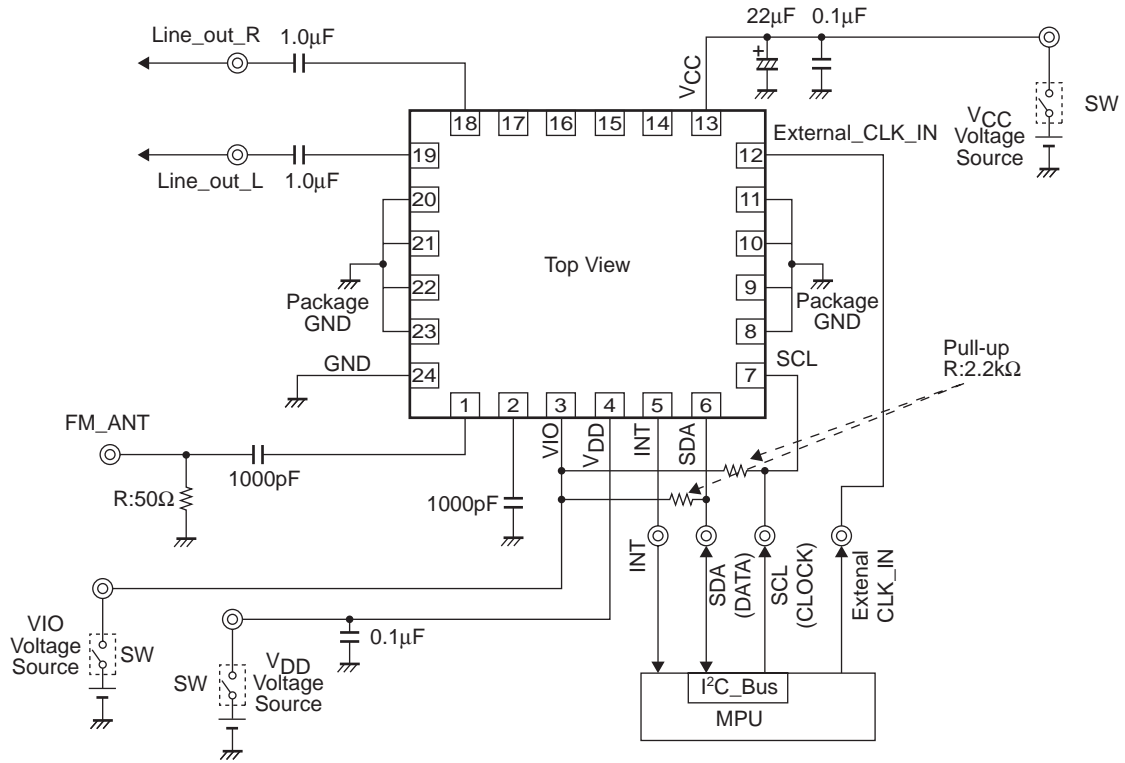 Line_out_R
1.0μF
22μF
0.1μF
+
VCC
18
17
16
15
14
13
External_CLK_IN
VCC
Voltage
Source
SW
19
12
Line_out_L
1.0μF
20
11
21
10
Top View
22
9
Package
GND
Package
GND
23
8
GND
24
7
SCL
Pull-up
R:2.2kΩ
1
2
3
4
5
6
FM_ANT
VIO
VDD
INT
SDA
1000pF
R:50Ω
1000pF
INT
SDA
(DATA)
SCL
(CLOCK)
Extenal
CLK_IN
VIO
Voltage
Source
SW
0.1μF
SW
VDD
Voltage
Source
I²C_Bus
MPU